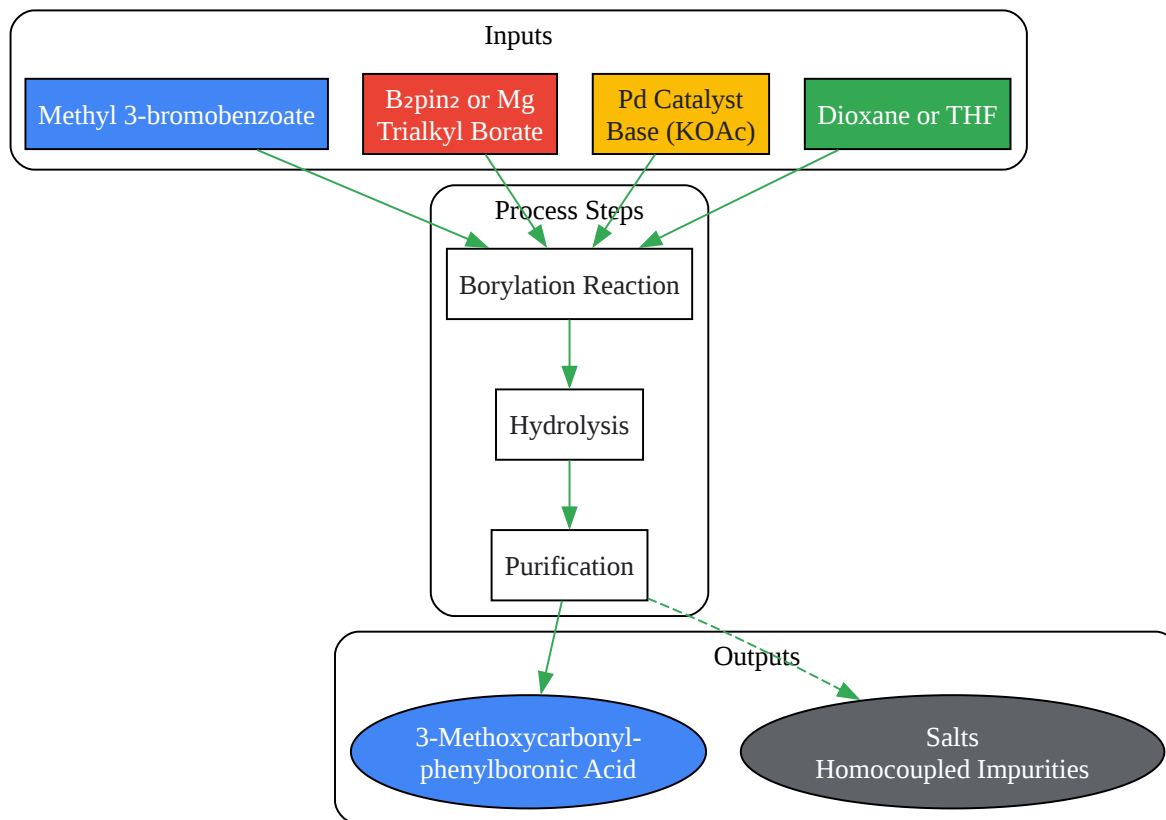 Inputs
Methyl 3-bromobenzoate
B₂pin₂ or Mg
Trialkyl Borate
Pd Catalyst
Base (KOAc)
Dioxane or THF
Process Steps
Borylation Reaction
Hydrolysis
Purification
Outputs
3-Methoxycarbonyl-
phenylboronic Acid
Salts
Homocoupled Impurities